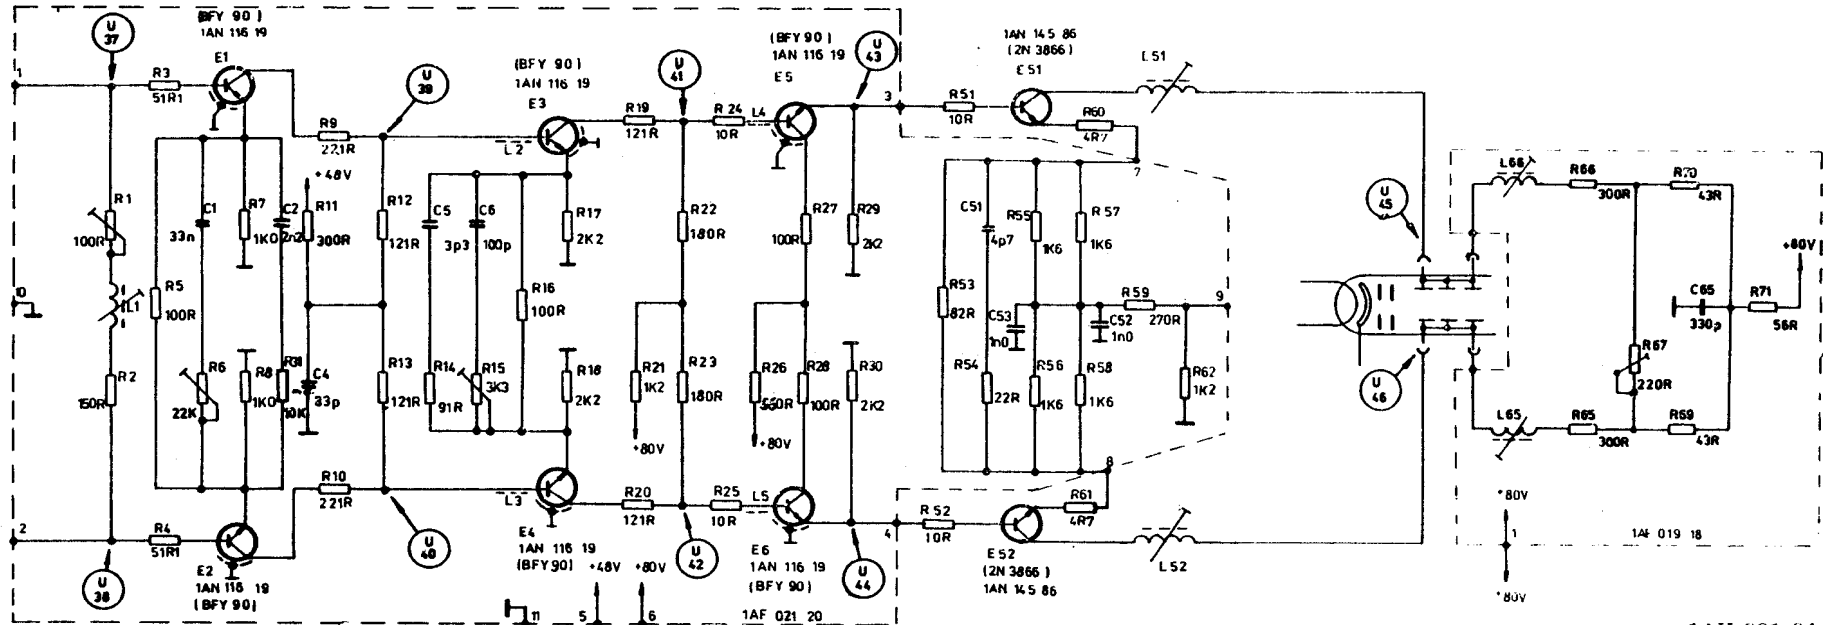 U 37
(BFY 90)
1AN 116 19
E1
1
R3
51R1
R1
100R
L1
R2
150R
10
R5
100R
C1
33n
R6
22K
R7
1K0
C2
2n2
R8
1K0
R31
10K
R9
221R
+48V
R11
300R
C4
33p
R10
221R
2
R4
51R1
U 38
E2
1AN 116 19
(BFY 90)
U 39
R12
121R
R13
121R
U 40
(BFY 90)
1AN 116 19
E3
L2
C5
3p3
C6
100p
R14
91R
R15
3K3
R16
100R
R17
2K2
R18
2K2
L3
E4
1AN 116 19
(BFY90)
11
+48V
5
+80V
6
R19
121R
U 41
R24
10R
R22
180R
R21
1K2
+80V
R23
180R
R20
121R
U 42
R25
10R
(BFY 90)
1AN 116 19
E5
U 43
L4
R27
100R
R29
2K2
R26
+80V
R28
100R
R30
2K2
L5
E6
1AN 116 19
(BFY 90)
U 44
1AF 021 20
3
4
R51
10R
1AN 145 86
(2N 3866)
E51
R60
4R7
7
C51
4p7
R55
1K6
R57
1K6
R53
82R
C53
1n0
C52
1n0
R59
270R
9
R54
22R
R56
1K6
R58
1K6
R62
1K2
8
R52
10R
R61
4R7
E52
(2N 3866)
1AN 145 86
L51
L52
U 45
U 46
L66
R66
300R
R70
43R
+80V
C65
330p
R71
56R
R67
220R
L65
R65
300R
R69
43R
+80V
1
+80V
1AF 019 18